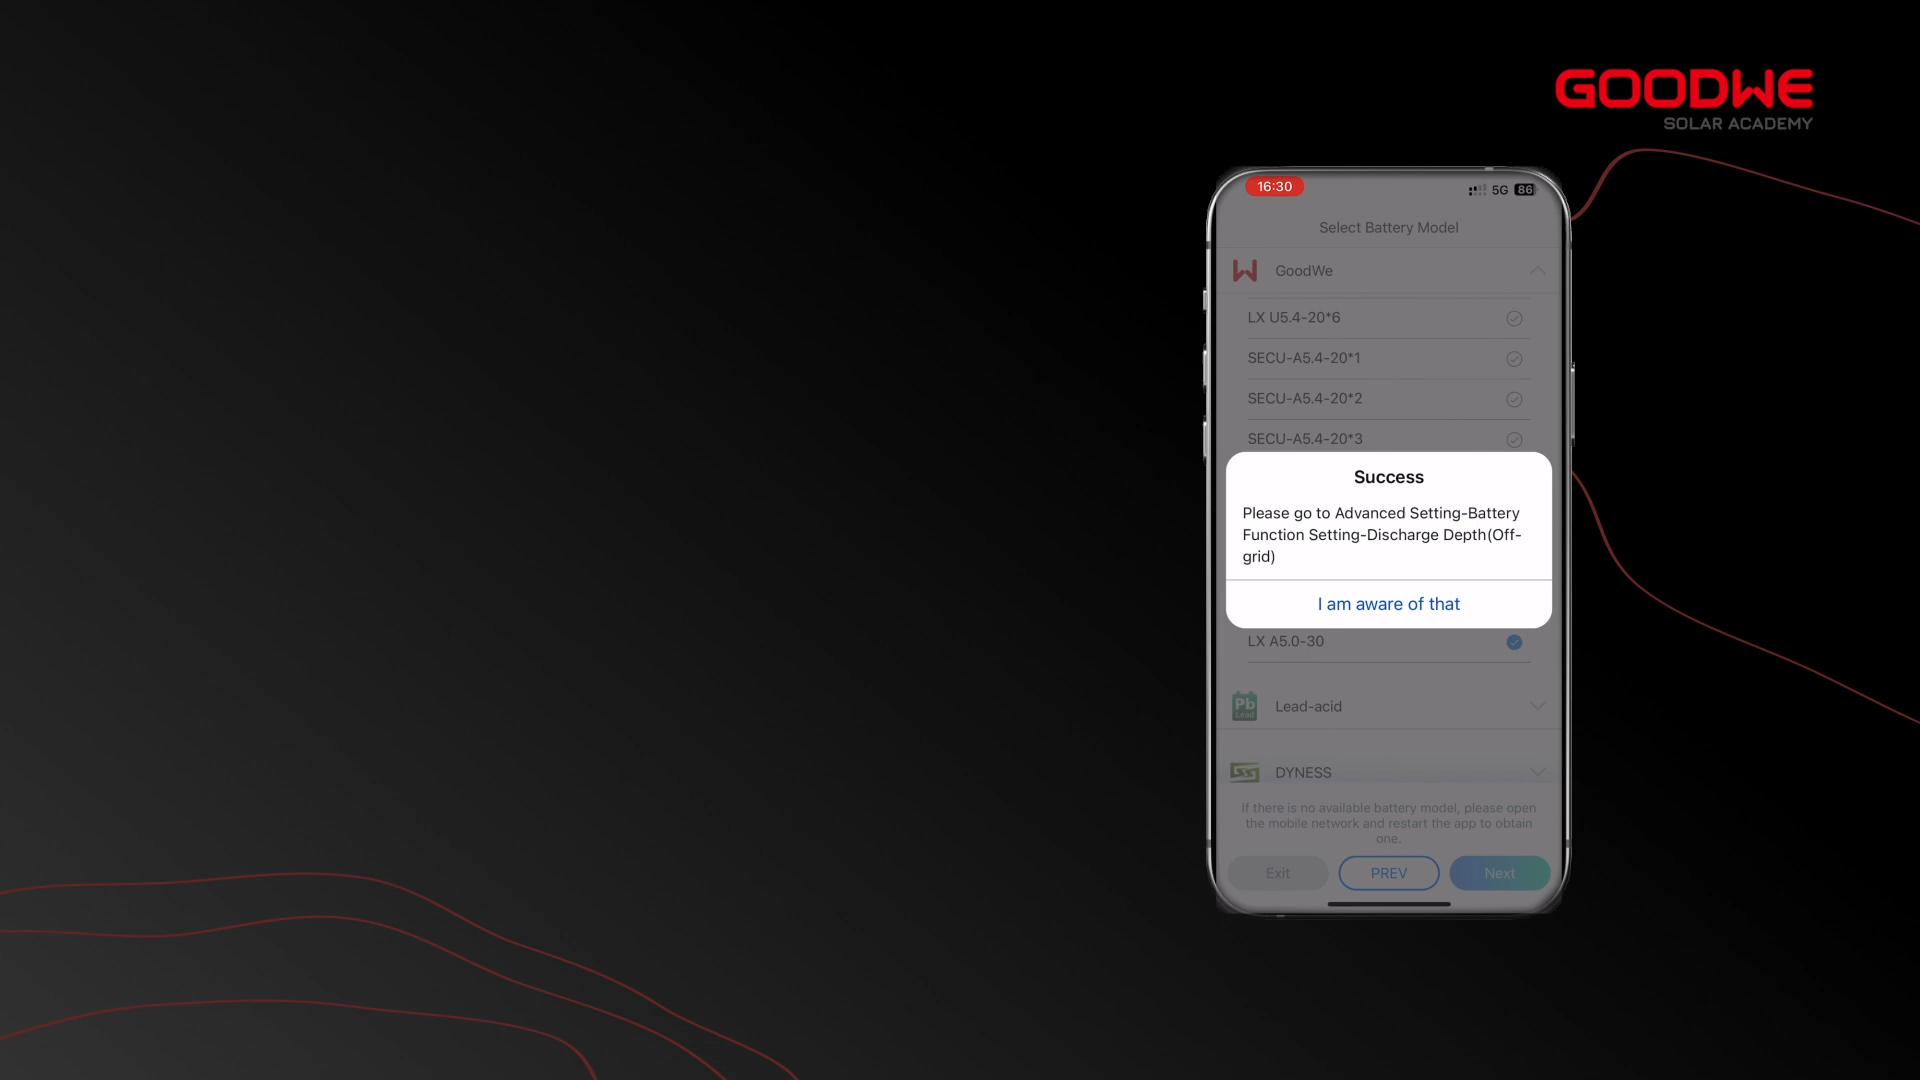 GOODWE
SOLAR ACADEMY
16:30
5G 86
Select Battery Model
GoodWe
LX U5.4-20*6
SECU-A5.4-20*1
SECU-A5.4-20*2
SECU-A5.4-20*3
Success
Please go to Advanced Setting-Battery
Function Setting-Discharge Depth(Off-
grid)
I am aware of that
LX A5.0-30
Pb
Lead
Lead-acid
DYNESS
If there is no available battery model, please open
the mobile network and restart the app to obtain
one.
Exit PREV Next